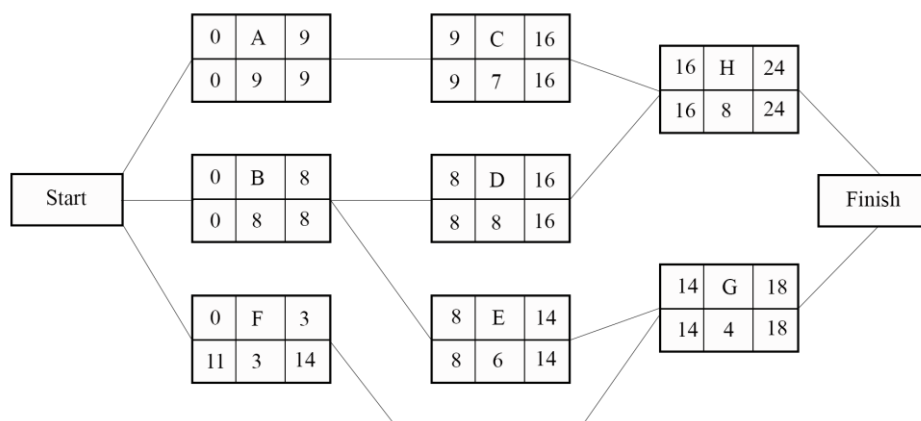 0 A 9
0 9 9
9 C 16
9 7 16
16 H 24
16 8 24
Start
0 B 8
0 8 8
8 D 16
8 8 16
Finish
0 F 3
11 3 14
8 E 14
8 6 14
14 G 18
14 4 18